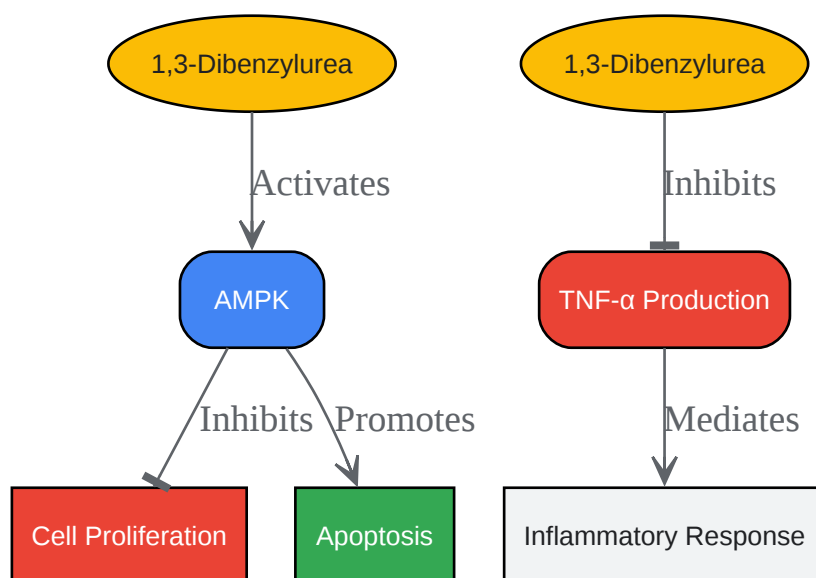 1,3-Dibenzylurea
1,3-Dibenzylurea
Activates
Inhibits
AMPK
TNF-α Production
Inhibits
Promotes
Mediates
Cell Proliferation
Apoptosis
Inflammatory Response